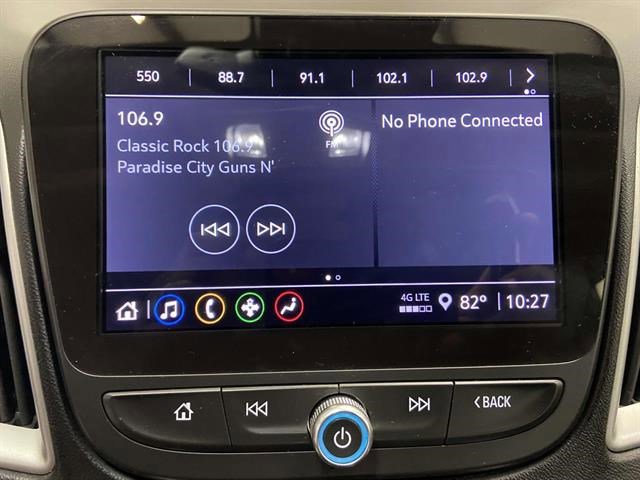 550 88.7 91.1 102.1 102.9
106.9
FM
No Phone Connected
Classic Rock 106.9
Paradise City Guns N'
4G LTE
82° 10:27
< BACK